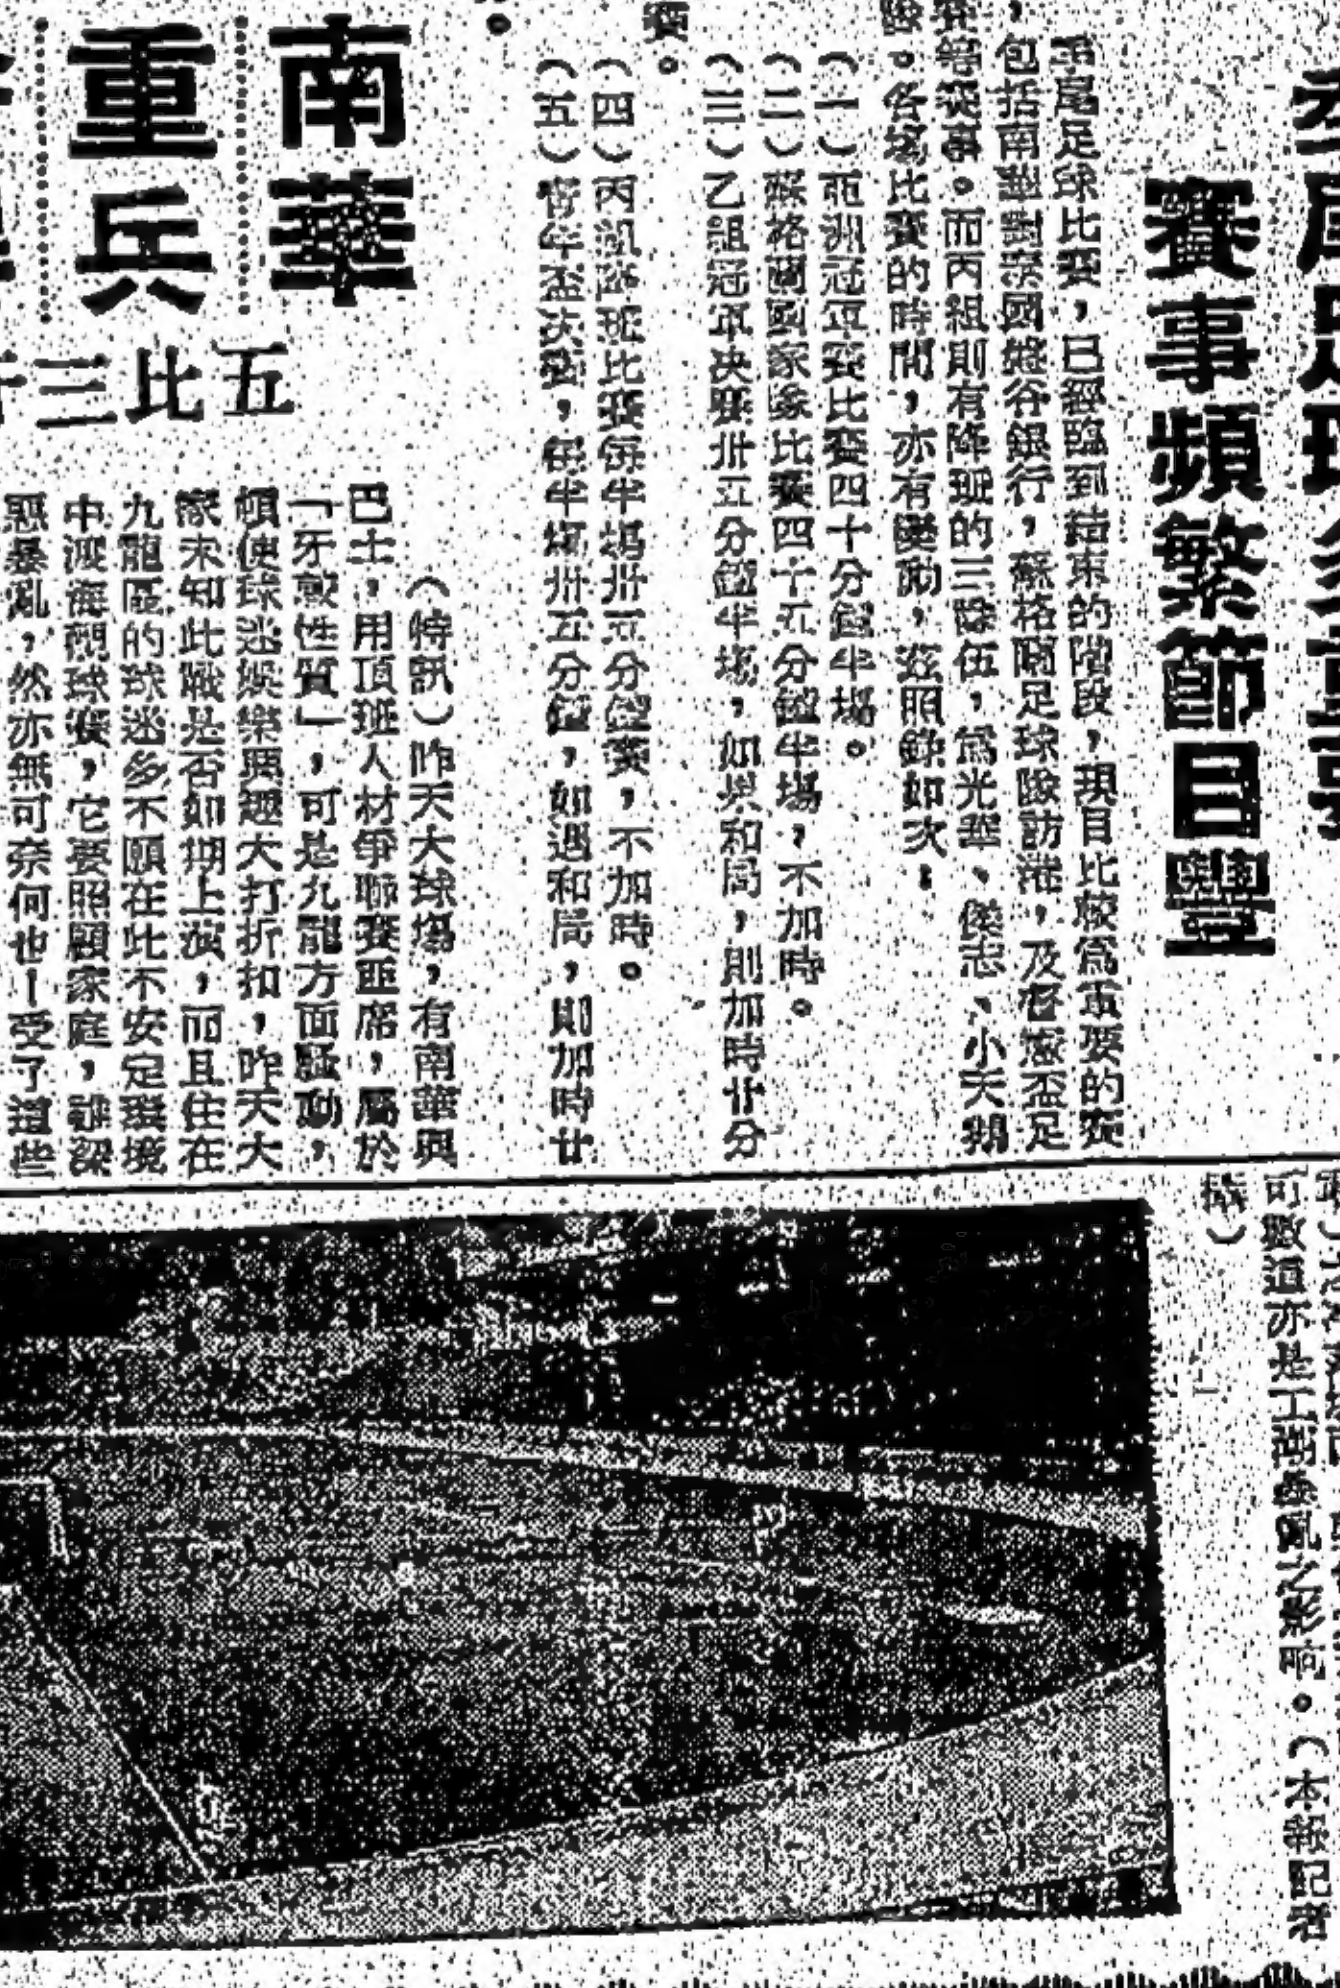 賽事頻繁節目豐
季尾足球比賽，已經臨到結束的階段，現目比較爲重要的賽
，包括南華對泰國盤谷銀行，蘇格蘭足球隊訪港，及督憲盃足
事。而丙組則有降班的三隊伍，爲光華、傑志、小天鵝
。各場比賽的時間，亦有變動，茲照錄如次：
（一）亞洲冠軍賽比賽四十分鐘半場。
（二）蘇格蘭國家隊比賽四十五分鐘半場，不加時。
（三）乙組冠軍决賽卅五分鐘半場，如與和局，則加時廿分
賽。
（四）丙組降班比賽每半場卅五分鐘賽，不加時。
（五）青年盃决賽，每半場卅五分鐘，如遇和局，則加時廿
南華
重兵
五比三
（特訊）昨天大球場，有南華與
巴士，用頂班人材爭聯賽匪席，屬於
「牙骹性質」，可是九龍方面騷動，
頓使球迷娛樂興趣大打折扣，昨天大
家未知此戰是否如期上演，而且住在
九龍區的球迷多不願在此不安定環境
中渡海觀球賽，它要照顧家庭，雖深
惡暴亂，然亦無可奈何也！受了這些
可數這亦是工潮條亂之影响。（本報記者
攝）